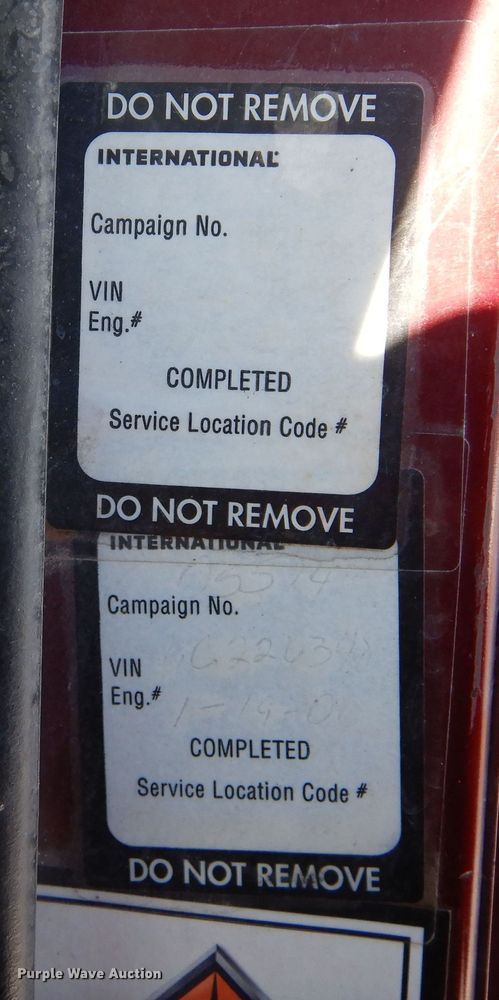 DO NOT REMOVE
INTERNATIONAL
Campaign No.
VIN
Eng.#
COMPLETED
Service Location Code #
DO NOT REMOVE
INTERNATIONAL
Campaign No.
VIN
Eng.#
COMPLETED
Service Location Code #
DO NOT REMOVE
Purple Wave Auction